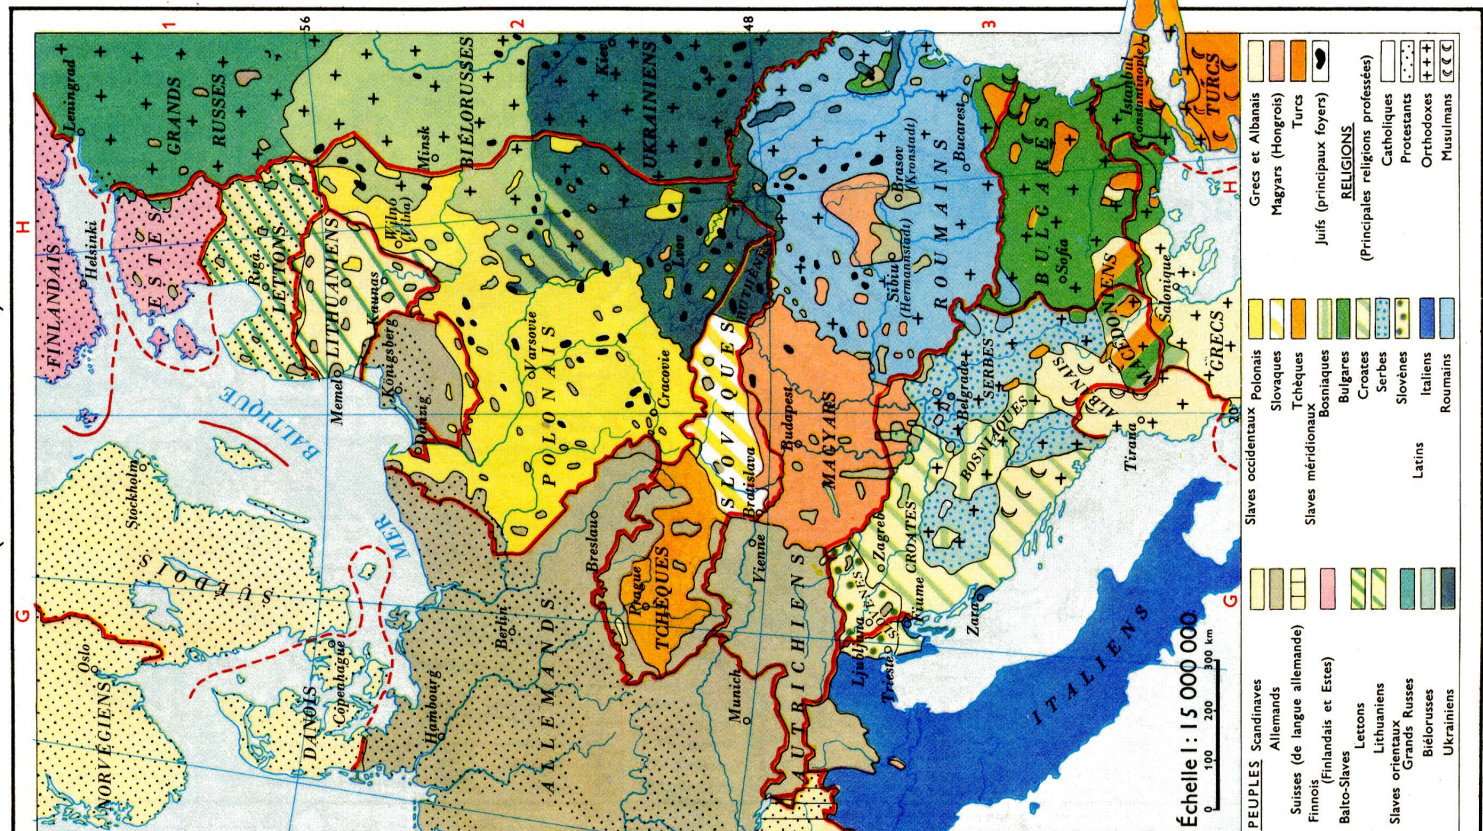 G
H
1
2
3
56
48
20
G
H
NORVÉGIENS
Oslo
SUÉDOIS
Stockholm
FINLANDAIS
Helsinki
Leningrad
ESTES
GRANDS
RUSSES
DANOIS
Copenhague
MER
BALTIQUE
Riga
LETTONS
Memel
LITHUANIENS
Kaunas
Königsberg
Danzig
Wilno
(Vilna)
Minsk
BIÉLORUSSES
Hambourg
Berlin
ALLEMANDS
Breslau
POLONAIS
Varsovie
Cracovie
Lvov
Kiev
UKRAINIENS
Prague
TCHÈQUES
SLOVAQUES
Bratislava
Munich
Vienne
AUTRICHIENS
Budapest
MAGYARS
Sibiu
(Hermannstadt)
Brasov
(Kronstadt)
ROUMAINS
Bucarest
Ljubljana
Trieste
Fiume
Zagreb
CROATES
Zara
BOSNIAQUES
Belgrade
SERBES
ITALIENS
Tirana
ALBANAIS
MACÉDONIENS
Salonique
GRECS
Sofia
BULGARES
Istanbul
(Constantinople)
TURCS
Échelle 1 : 15 000 000
0 100 200 300 km
PEUPLES Scandinaves
Allemands
Suisses (de langue allemande)
Finnois
(Finlandais et Estes)
Balto-Slaves
Lettons
Lithuaniens
Slaves orientaux
Grands Russes
Biélorusses
Ukrainiens
Slaves occidentaux Polonais
Slovaques
Tchèques
Slaves méridionaux Bosniaques
Bulgares
Croates
Serbes
Slovènes
Latins
Italiens
Roumains
Grecs et Albanais
Magyars (Hongrois)
Turcs
Juifs (principaux foyers)
RELIGIONS
(Principales religions professées)
Catholiques
Protestants
Orthodoxes
Musulmans